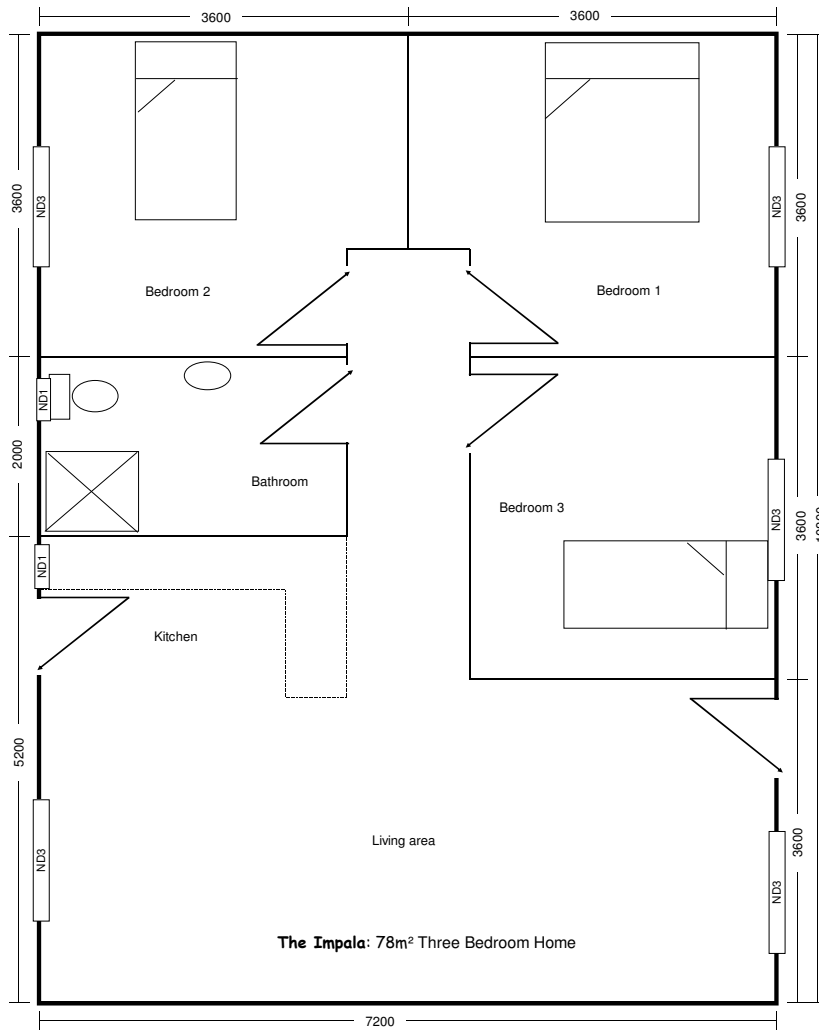 3600
3600
3600
ND3
ND3
3600
Bedroom 2
Bedroom 1
ND1
2000
Bathroom
Bedroom 3
ND3
3600
ND1
Kitchen
5200
Living area
3600
ND3
ND3
The Impala: 78m² Three Bedroom Home
7200